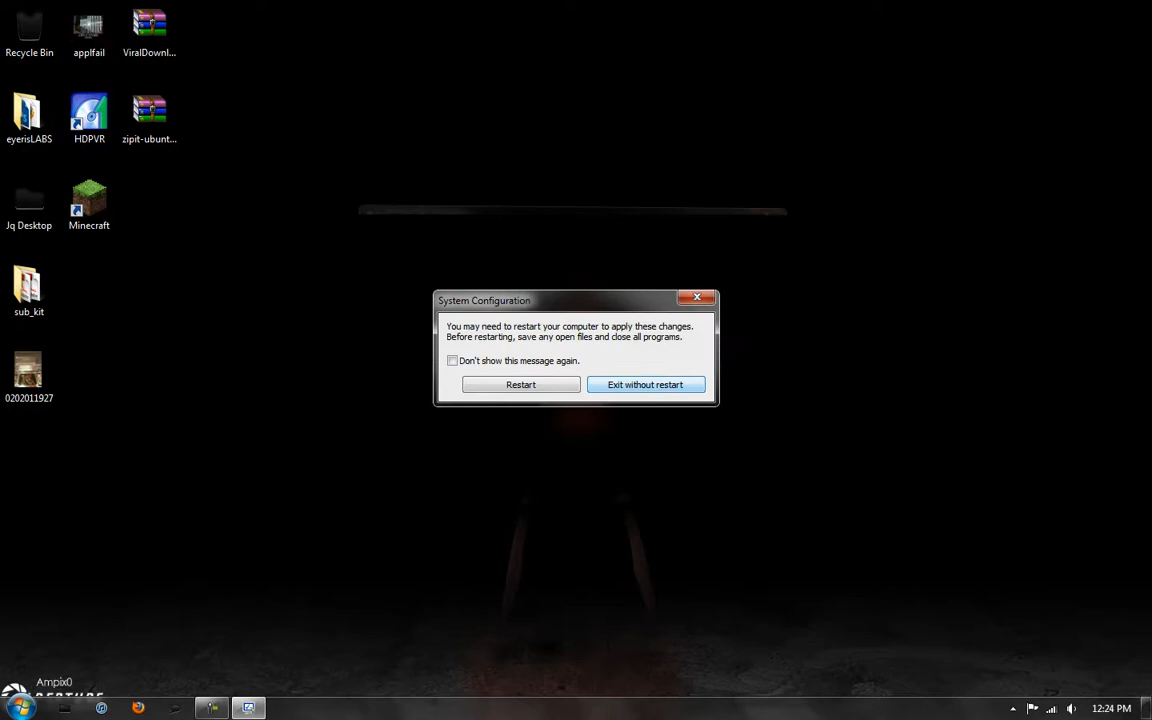 Recycle Bin
applfail
ViralDownl...
eyerisLABS
HDPVR
zipit-ubunt...
Jq Desktop
Minecraft
sub_kit
0202011927
System Configuration
You may need to restart your computer to apply these changes.
Before restarting, save any open files and close all programs.
Don't show this message again.
Restart
Exit without restart
Ampix0
12:24 PM